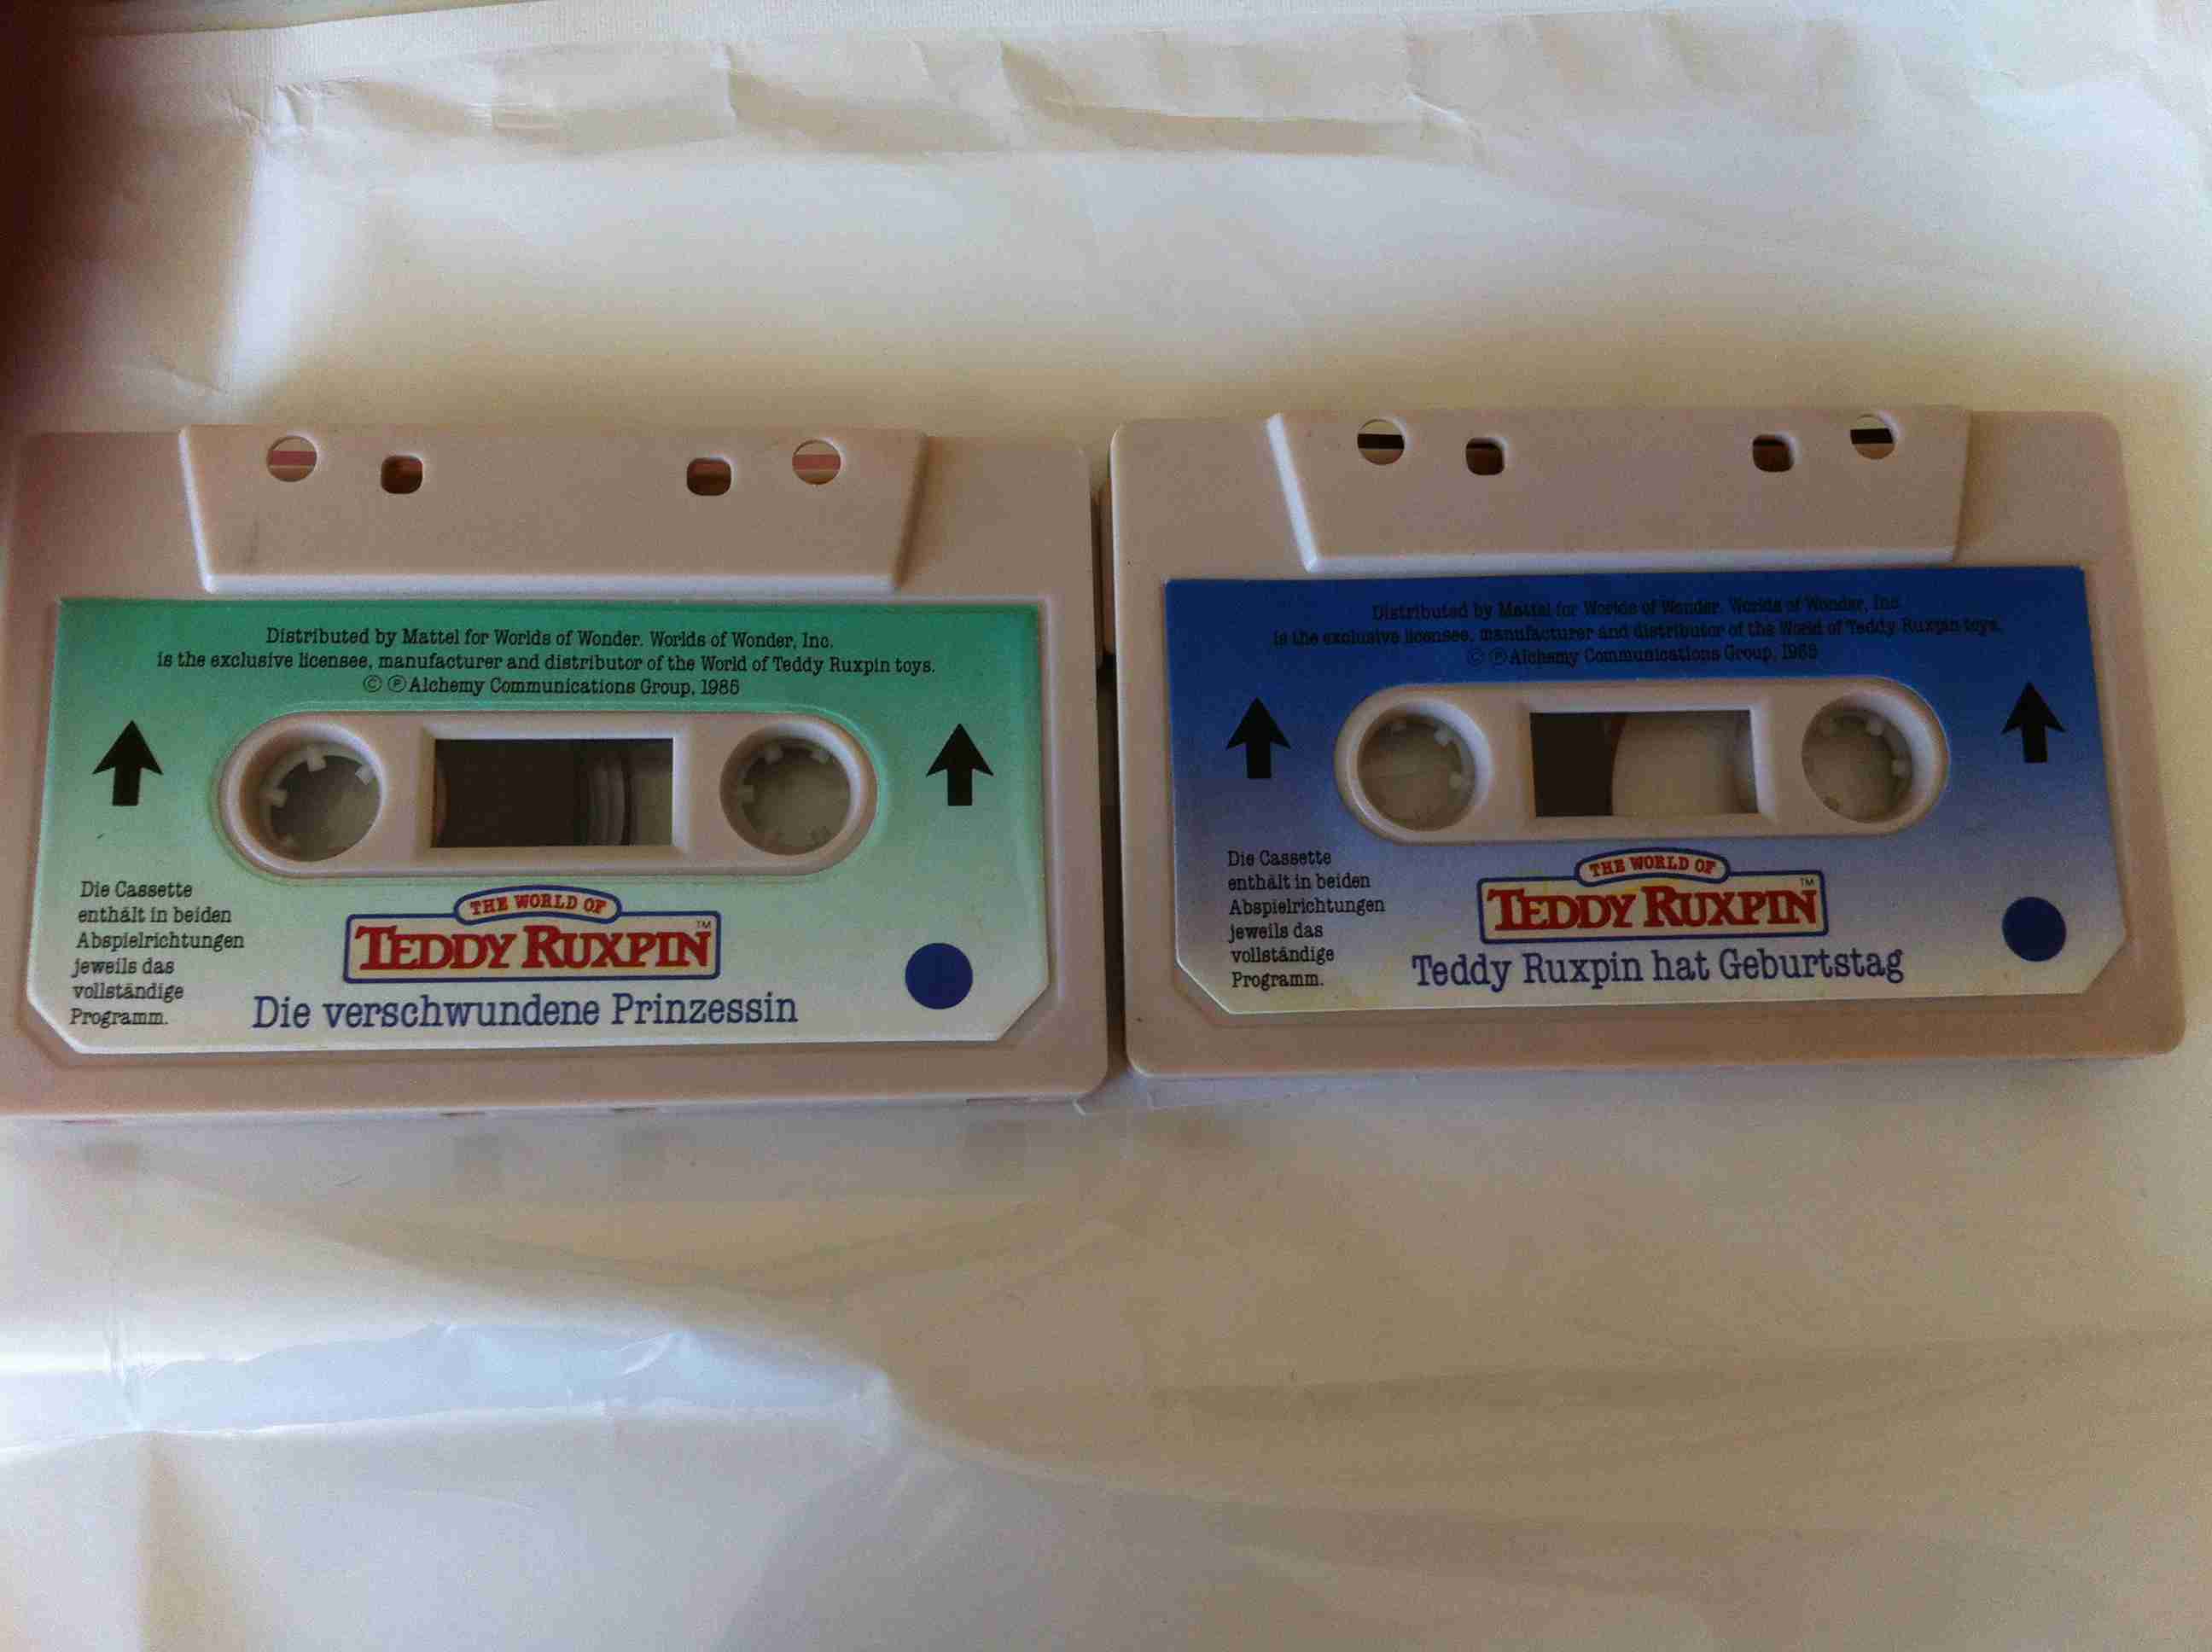 Distributed by Mattel for Worlds of Wonder. Worlds of Wonder, Inc.
is the exclusive licensee, manufacturer and distributor of the World of Teddy Ruxpin toys.
© ℗ Alchemy Communications Group, 1985
Die Cassette
enthält in beiden
Abspielrichtungen
jeweils das
vollständige
Programm.
THE WORLD OF
TEDDY RUXPIN™
Die verschwundene Prinzessin
Distributed by Mattel for Worlds of Wonder. Worlds of Wonder, Inc.
is the exclusive licensee, manufacturer and distributor of the World of Teddy Ruxpin toys.
© ℗ Alchemy Communications Group, 1985
Die Cassette
enthält in beiden
Abspielrichtungen
jeweils das
vollständige
Programm.
THE WORLD OF
TEDDY RUXPIN™
Teddy Ruxpin hat Geburtstag